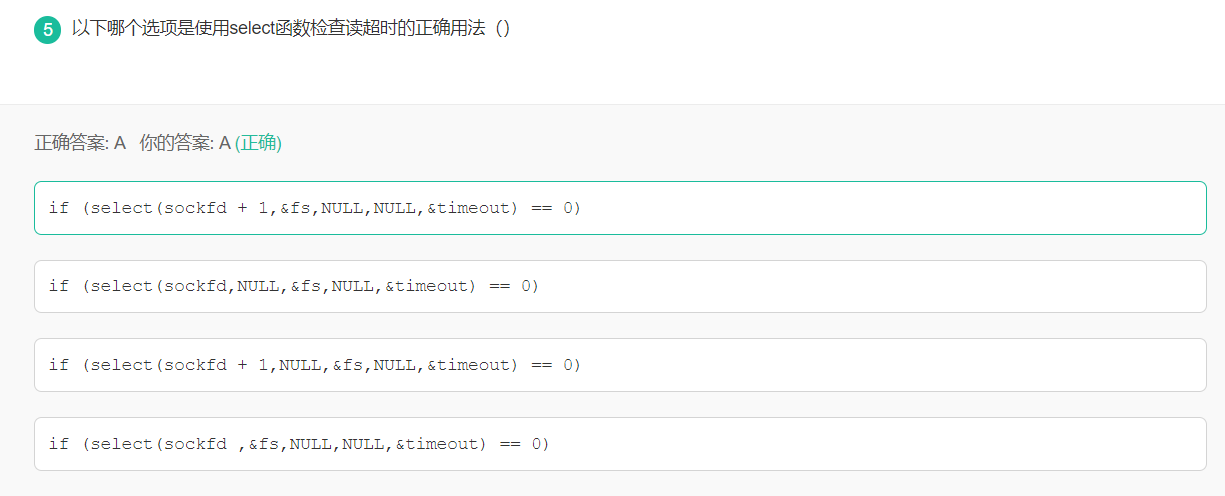 5 以下哪个选项是使用select函数检查读超时的正确用法（）
正确答案: A 你的答案: A (正确)
if (select(sockfd + 1,&fs,NULL,NULL,&timeout) == 0)
if (select(sockfd,NULL,&fs,NULL,&timeout) == 0)
if (select(sockfd + 1,NULL,&fs,NULL,&timeout) == 0)
if (select(sockfd ,&fs,NULL,NULL,&timeout) == 0)